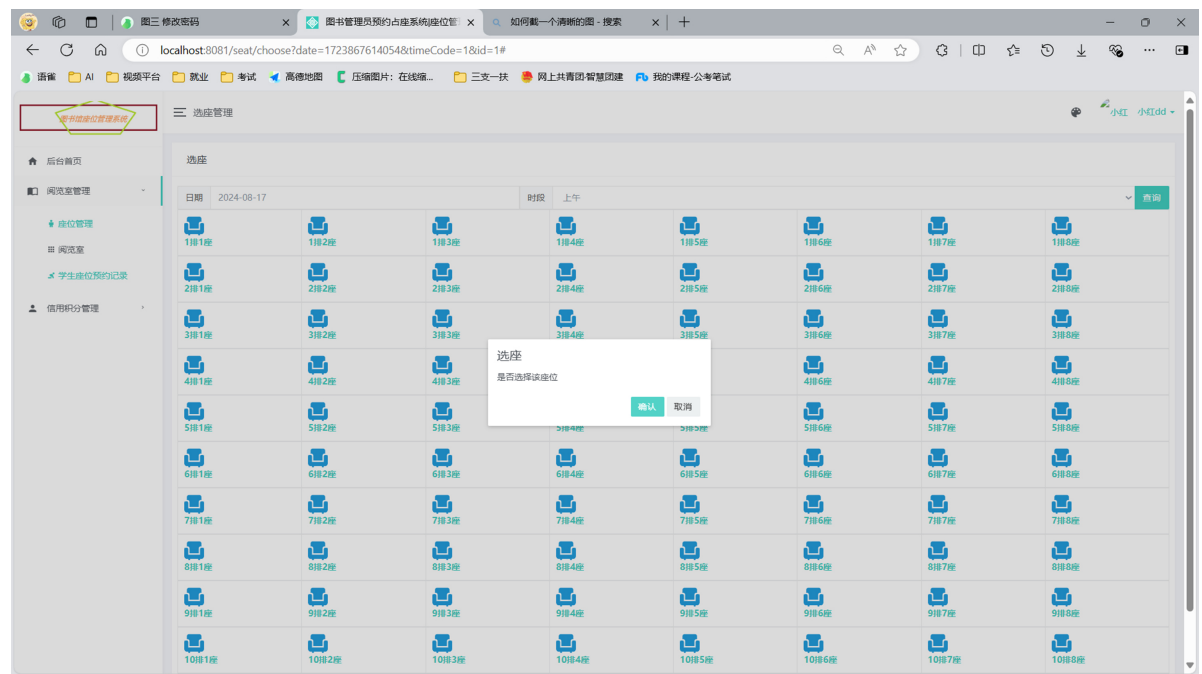 图三 修改密码
图书管理员预约占座系统|座位管
如何截一个清晰的图 - 搜索
localhost:8081/seat/choose?date=1723867614054&timeCode=1&id=1#
语雀 AI 视频平台 就业 考试 高德地图 压缩图片：在线缩... 三支一扶 网上共青团·智慧团建 我的课程-公考笔试
图书馆座位管理系统
选座管理
小红 小红dd
后台首页
阅览室管理
座位管理
阅览室
学生座位预约记录
信用积分管理
选座
日期 2024-08-17 时段 上午 查询
1排1座 1排2座 1排3座 1排4座 1排5座 1排6座 1排7座 1排8座
2排1座 2排2座 2排3座 2排4座 2排5座 2排6座 2排7座 2排8座
3排1座 3排2座 3排3座 3排4座 3排5座 3排6座 3排7座 3排8座
选座
是否选择该座位
确认 取消
4排1座 4排2座 4排3座 4排6座 4排7座 4排8座
5排1座 5排2座 5排3座 5排4座 5排5座 5排6座 5排7座 5排8座
6排1座 6排2座 6排3座 6排4座 6排5座 6排6座 6排7座 6排8座
7排1座 7排2座 7排3座 7排4座 7排5座 7排6座 7排7座 7排8座
8排1座 8排2座 8排3座 8排4座 8排5座 8排6座 8排7座 8排8座
9排1座 9排2座 9排3座 9排4座 9排5座 9排6座 9排7座 9排8座
10排1座 10排2座 10排3座 10排4座 10排5座 10排6座 10排7座 10排8座